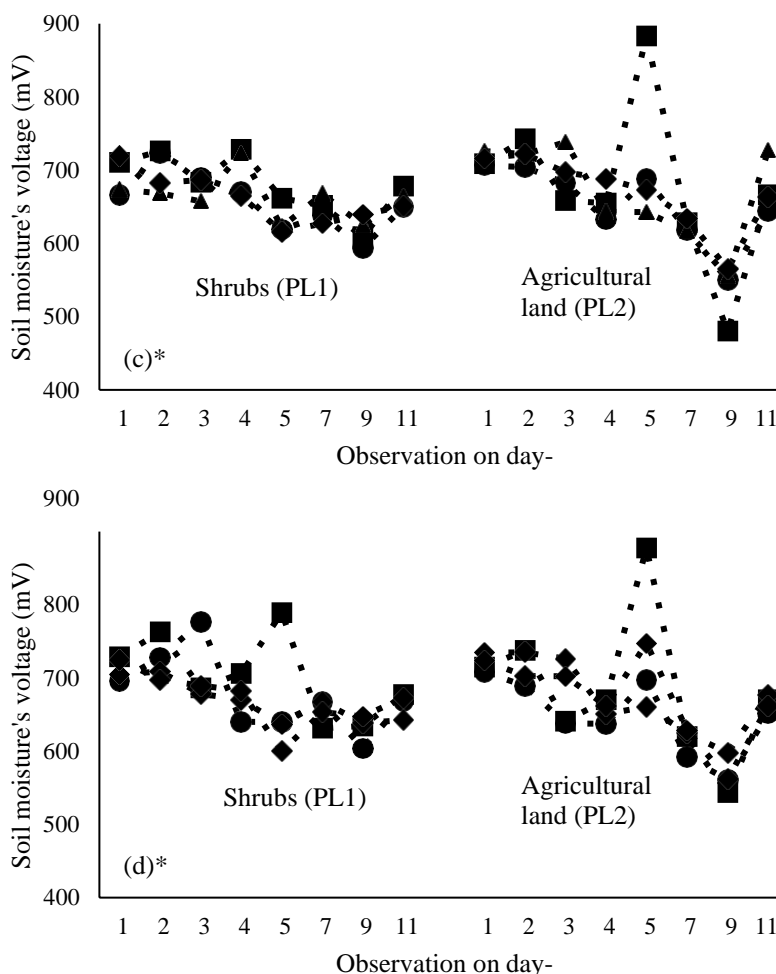 900
800
700
600
500
400
Soil moisture's voltage (mV)
Shrubs (PL1)
Agricultural
land (PL2)
(c)*
1 2 3 4 5 7 9 11 1 2 3 4 5 7 9 11
Observation on day-
900
800
700
600
500
400
Soil moisture's voltage (mV)
Shrubs (PL1)
Agricultural
land (PL2)
(d)*
1 2 3 4 5 7 9 11 1 2 3 4 5 7 9 11
Observation on day-